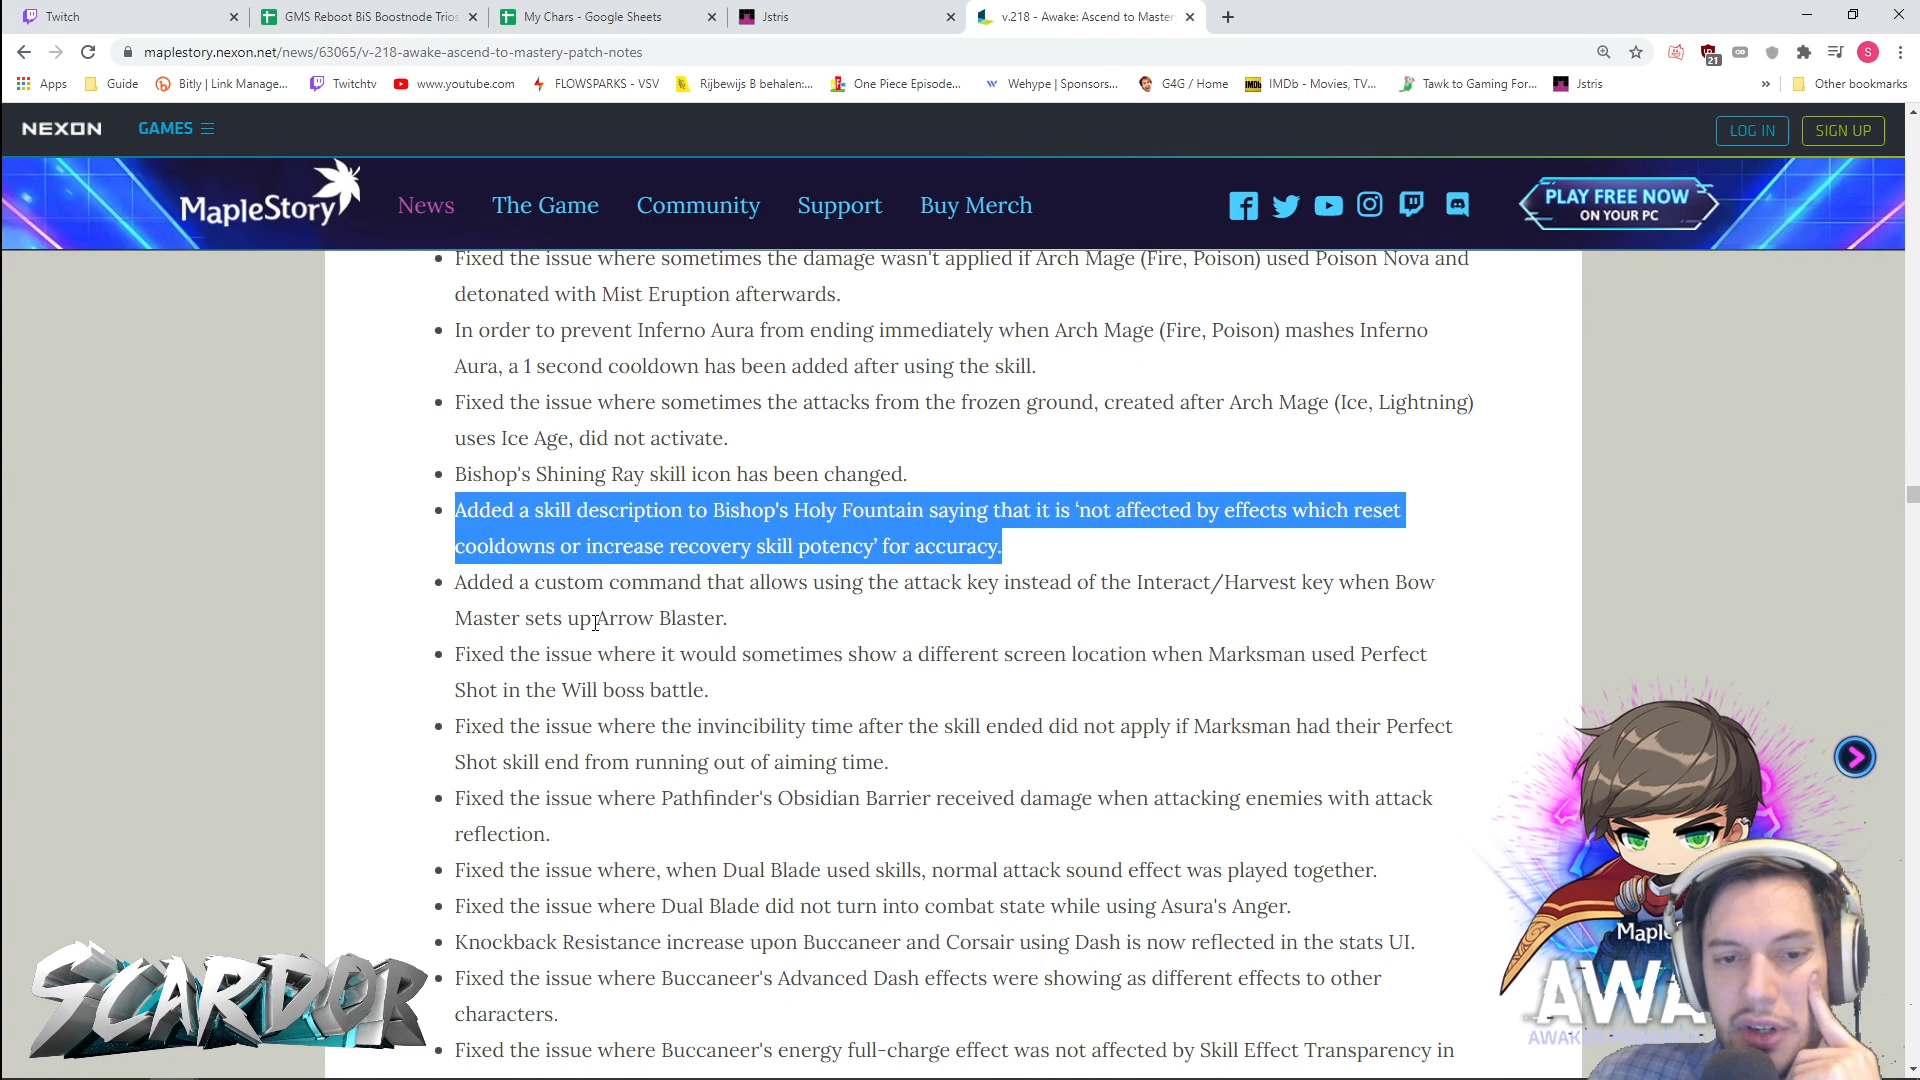 Twitch
GMS Reboot BiS Boostnode Trios
My Chars - Google Sheets
Jstris
v.218 - Awake: Ascend to Master
maplestory.nexon.net/news/63065/v-218-awake-ascend-to-mastery-patch-notes
21
S
Apps
Guide
Bitly | Link Manage...
Twitchtv
www.youtube.com
FLOWSPARKS - VSV
Rijbewijs B behalen:...
One Piece Episode...
Wehype | Sponsors...
G4G / Home
IMDb - Movies, TV...
Tawk to Gaming For...
Jstris
»
Other bookmarks
NEXON
GAMES
LOG IN
SIGN UP
MapleStory
News
The Game
Community
Support
Buy Merch
PLAY FREE NOW
ON YOUR PC
• Fixed the issue where sometimes the damage wasn't applied if Arch Mage (Fire, Poison) used Poison Nova and
detonated with Mist Eruption afterwards.
• In order to prevent Inferno Aura from ending immediately when Arch Mage (Fire, Poison) mashes Inferno
Aura, a 1 second cooldown has been added after using the skill.
• Fixed the issue where sometimes the attacks from the frozen ground, created after Arch Mage (Ice, Lightning)
uses Ice Age, did not activate.
• Bishop's Shining Ray skill icon has been changed.
• Added a skill description to Bishop's Holy Fountain saying that it is ‘not affected by effects which reset
cooldowns or increase recovery skill potency’ for accuracy.
• Added a custom command that allows using the attack key instead of the Interact/Harvest key when Bow
Master sets up Arrow Blaster.
• Fixed the issue where it would sometimes show a different screen location when Marksman used Perfect
Shot in the Will boss battle.
• Fixed the issue where the invincibility time after the skill ended did not apply if Marksman had their Perfect
Shot skill end from running out of aiming time.
• Fixed the issue where Pathfinder's Obsidian Barrier received damage when attacking enemies with attack
reflection.
• Fixed the issue where, when Dual Blade used skills, normal attack sound effect was played together.
• Fixed the issue where Dual Blade did not turn into combat state while using Asura's Anger.
• Knockback Resistance increase upon Buccaneer and Corsair using Dash is now reflected in the stats UI.
• Fixed the issue where Buccaneer's Advanced Dash effects were showing as different effects to other
characters.
• Fixed the issue where Buccaneer's energy full-charge effect was not affected by Skill Effect Transparency in
SCARDOR
Maple
AWA